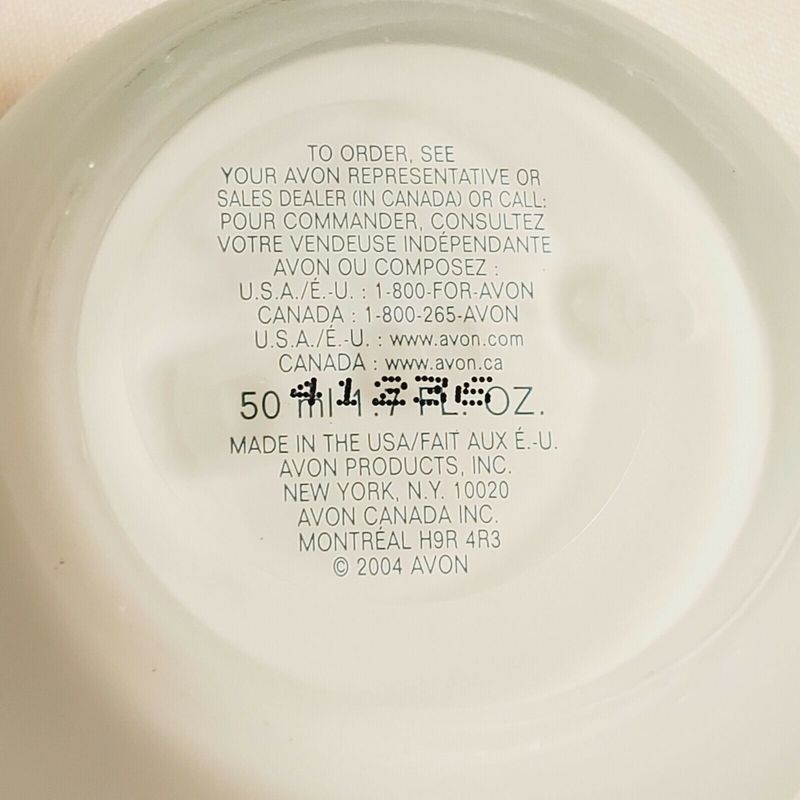 TO ORDER, SEE
YOUR AVON REPRESENTATIVE OR
SALES DEALER (IN CANADA) OR CALL:
POUR COMMANDER, CONSULTEZ
VOTRE VENDEUSE INDÉPENDANTE
AVON OU COMPOSEZ :
U.S.A./É.-U. : 1-800-FOR-AVON
CANADA : 1-800-265-AVON
U.S.A./É.-U. : www.avon.com
CANADA : www.avon.ca
50 ml 1.7 FL. OZ.
MADE IN THE USA/FAIT AUX É.-U.
AVON PRODUCTS, INC.
NEW YORK, N.Y. 10020
AVON CANADA INC.
MONTRÉAL H9R 4R3
© 2004 AVON